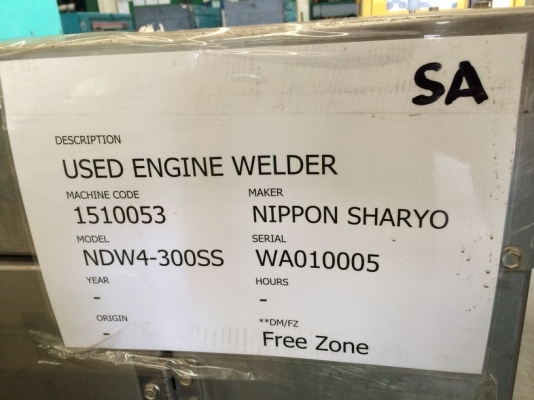 SA
DESCRIPTION
USED ENGINE WELDER
MACHINE CODE MAKER
1510053 NIPPON SHARYO
MODEL SERIAL
NDW4-300SS WA010005
YEAR HOURS
- -
ORIGIN **DM/FZ
- Free Zone